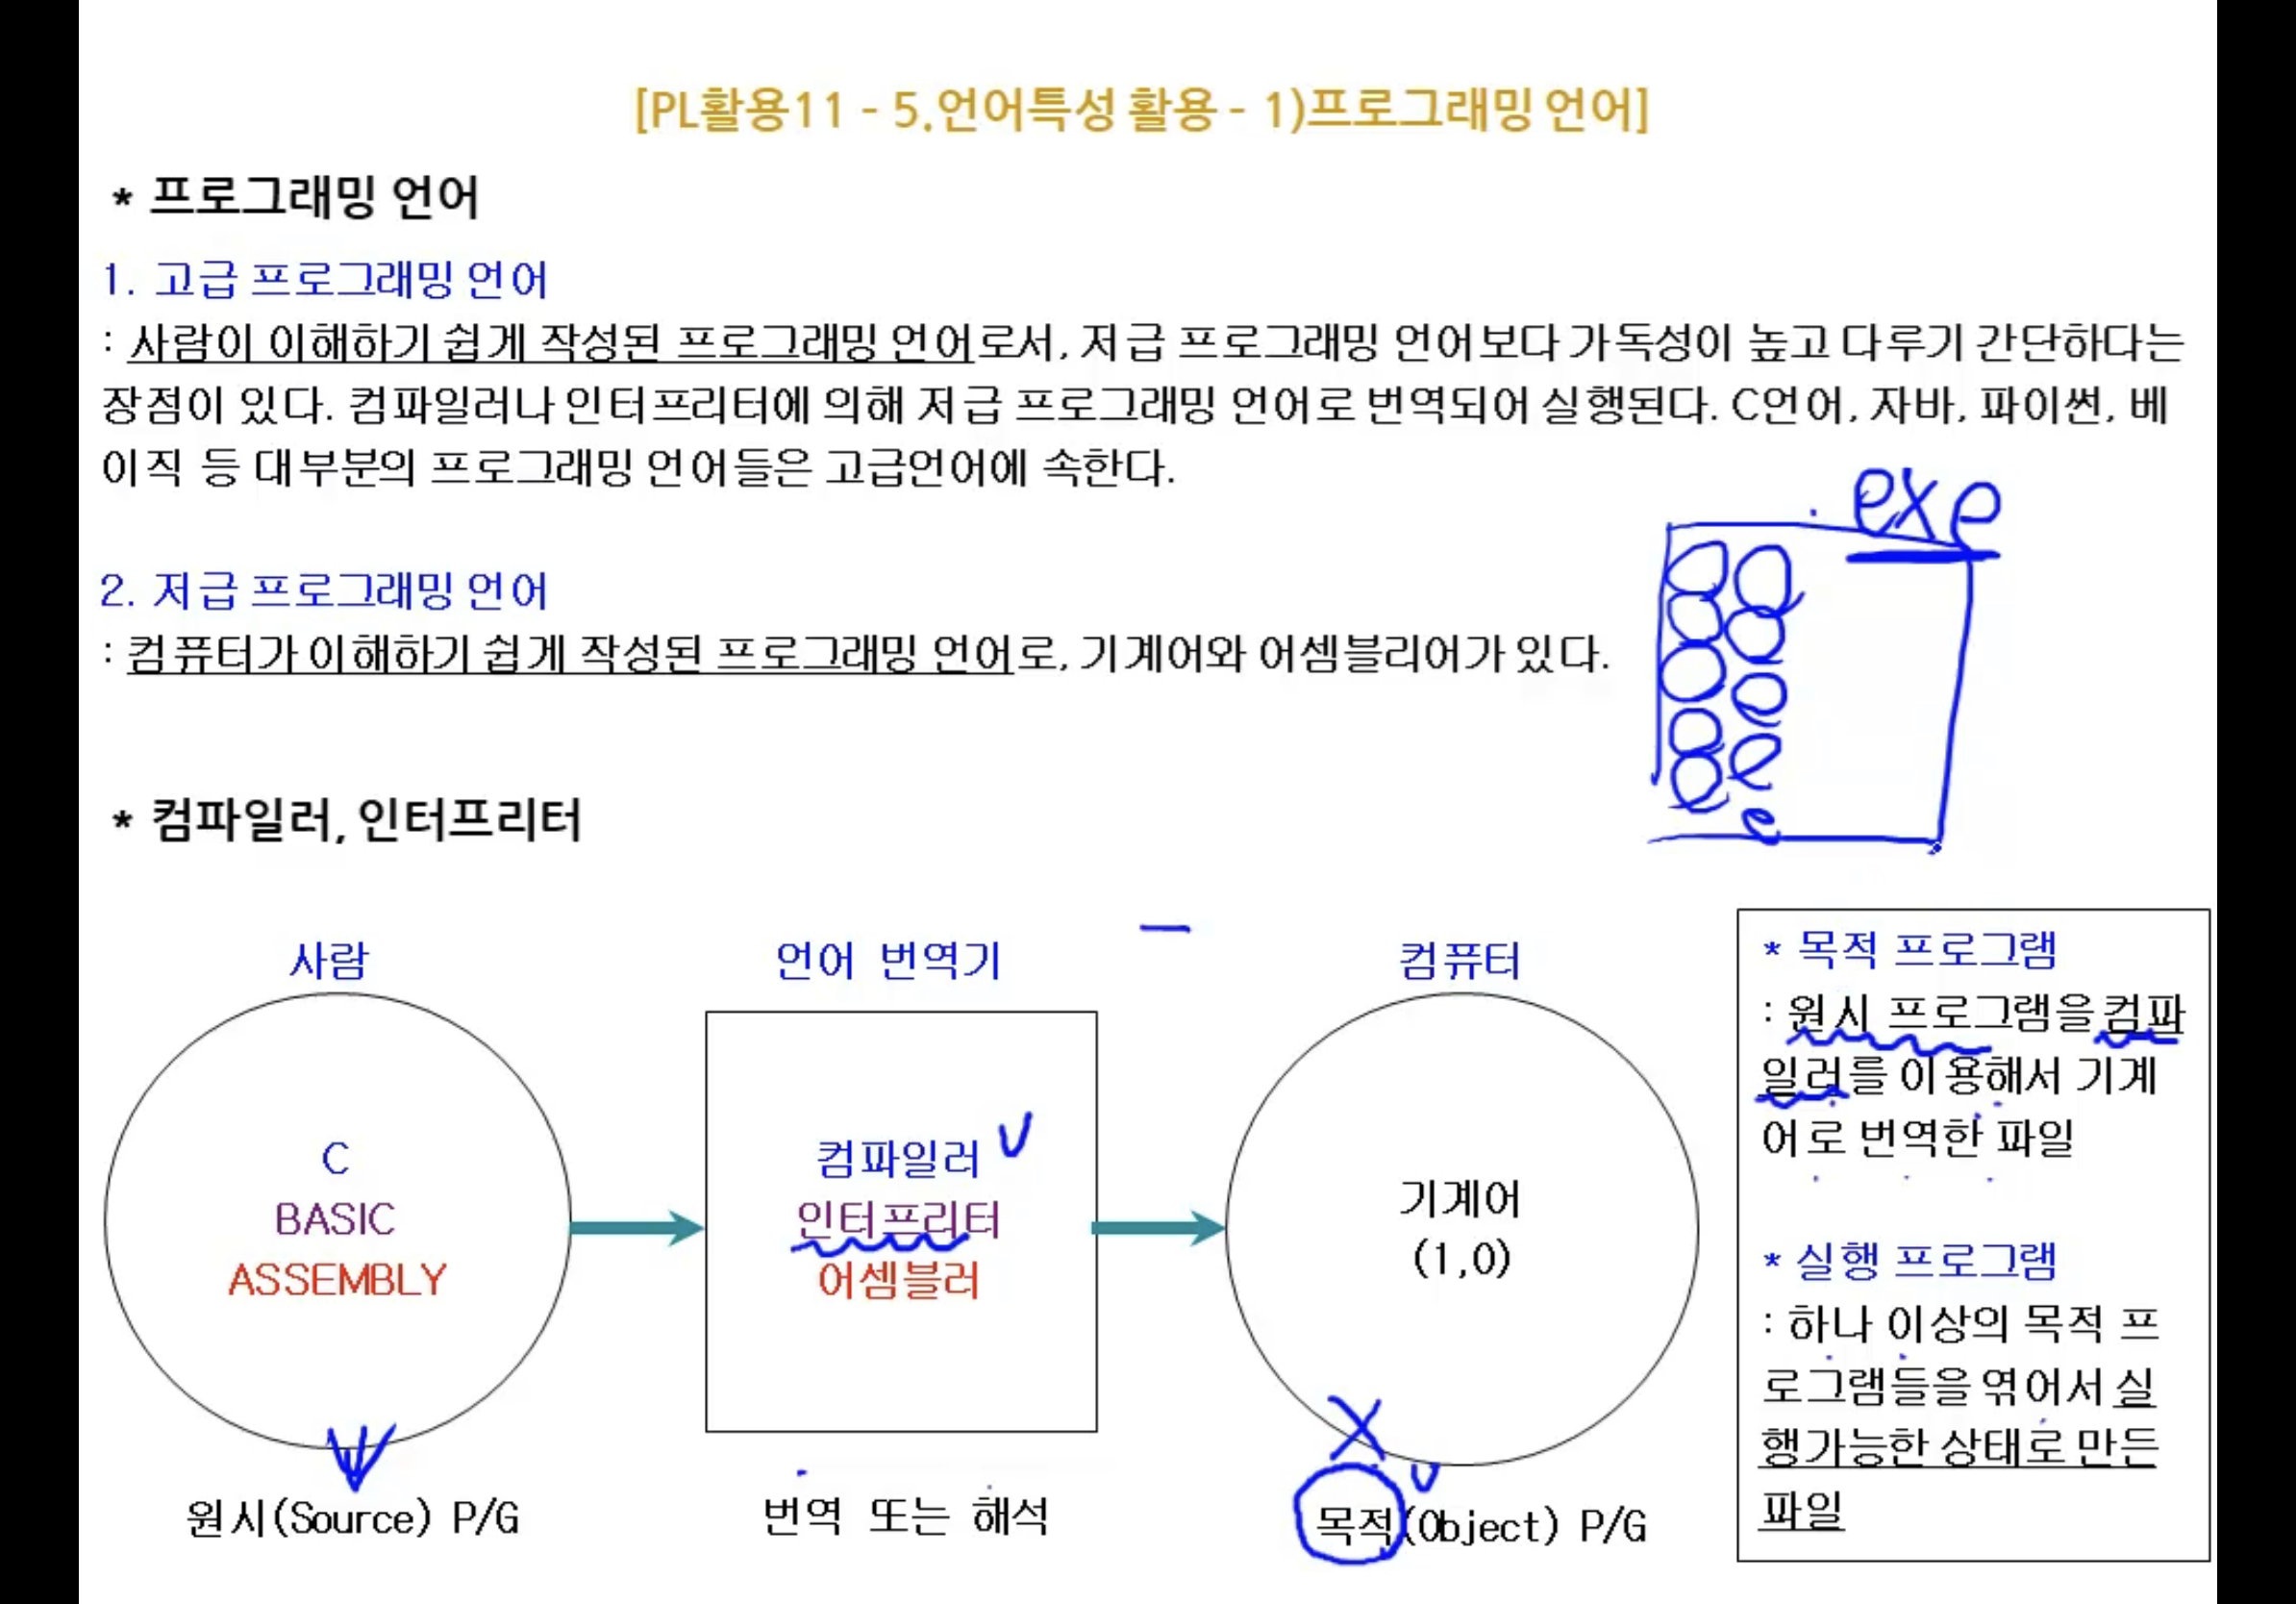 [PL활용11 - 5.언어특성 활용 - 1)프로그래밍 언어]
* 프로그래밍 언어
1. 고급 프로그래밍 언어
: 사람이 이해하기 쉽게 작성된 프로그래밍 언어로서, 저급 프로그래밍 언어보다 가독성이 높고 다루기 간단하다는
장점이 있다. 컴파일러나 인터프리터에 의해 저급 프로그래밍 언어로 번역되어 실행된다. C언어, 자바, 파이썬, 베
이직 등 대부분의 프로그래밍 언어들은 고급언어에 속한다.
.exe
2. 저급 프로그래밍 언어
: 컴퓨터가 이해하기 쉽게 작성된 프로그래밍 언어로, 기계어와 어셈블리어가 있다.
* 컴파일러, 인터프리터
사람
C
BASIC
ASSEMBLY
원시(Source) P/G
언어 번역기
컴파일러
인터프리터
어셈블러
번역 또는 해석
컴퓨터
기계어
(1,0)
목적(Object) P/G
* 목적 프로그램
: 원시 프로그램을 컴파
일러를 이용해서 기계
어로 번역한 파일
* 실행 프로그램
: 하나 이상의 목적 프
로그램들을 엮어서 실
행가능한 상태로 만든
파일